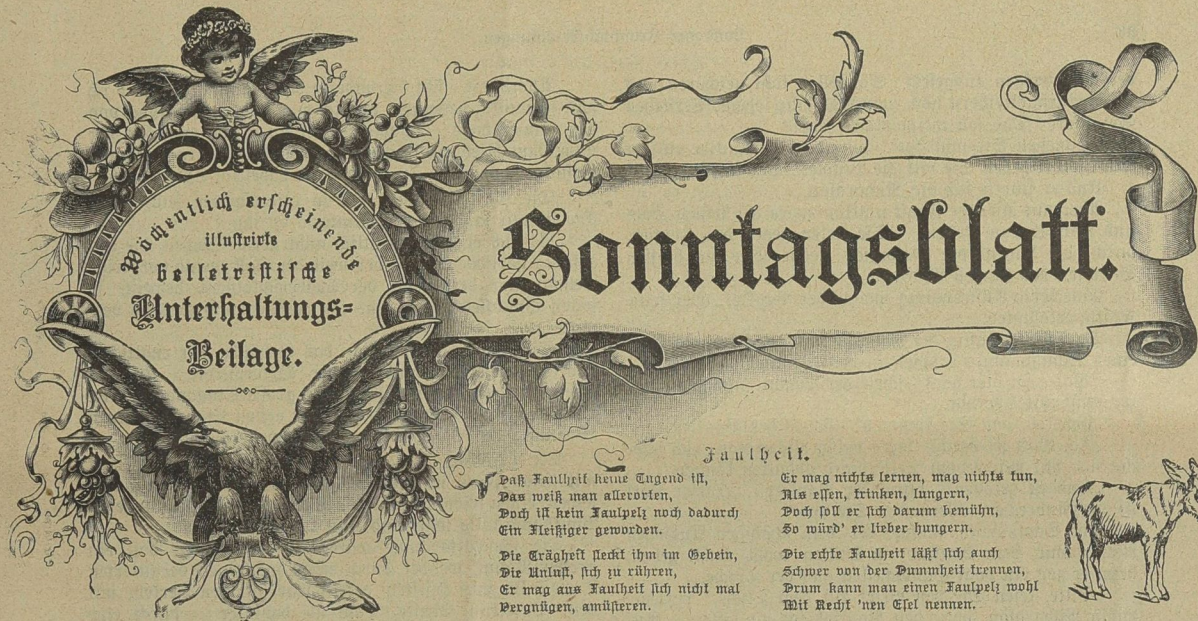 Wöchentlich erscheinende
illustrirte
belletristische
Unterhaltungs=
Beilage.
Sonntagsblatt.
Faulheit.
Daß Faulheit keine Tugend ist,
Das weiß man allerorten,
Doch ist kein Faulpelz noch dadurch
Ein Fleißiger geworden.
Die Trägheit steckt ihm im Gebein,
Die Unlust, sich zu rühren,
Er mag aus Faulheit sich nicht mal
Vergnügen, amüsieren.
Er mag nichts lernen, mag nichts tun,
Als essen, trinken, lungern,
Doch soll er sich darum bemühn,
So würd' er lieber hungern.
Die echte Faulheit läßt sich auch
Schwer von der Dummheit trennen,
Drum kann man einen Faulpelz wohl
Mit Recht 'nen Esel nennen.